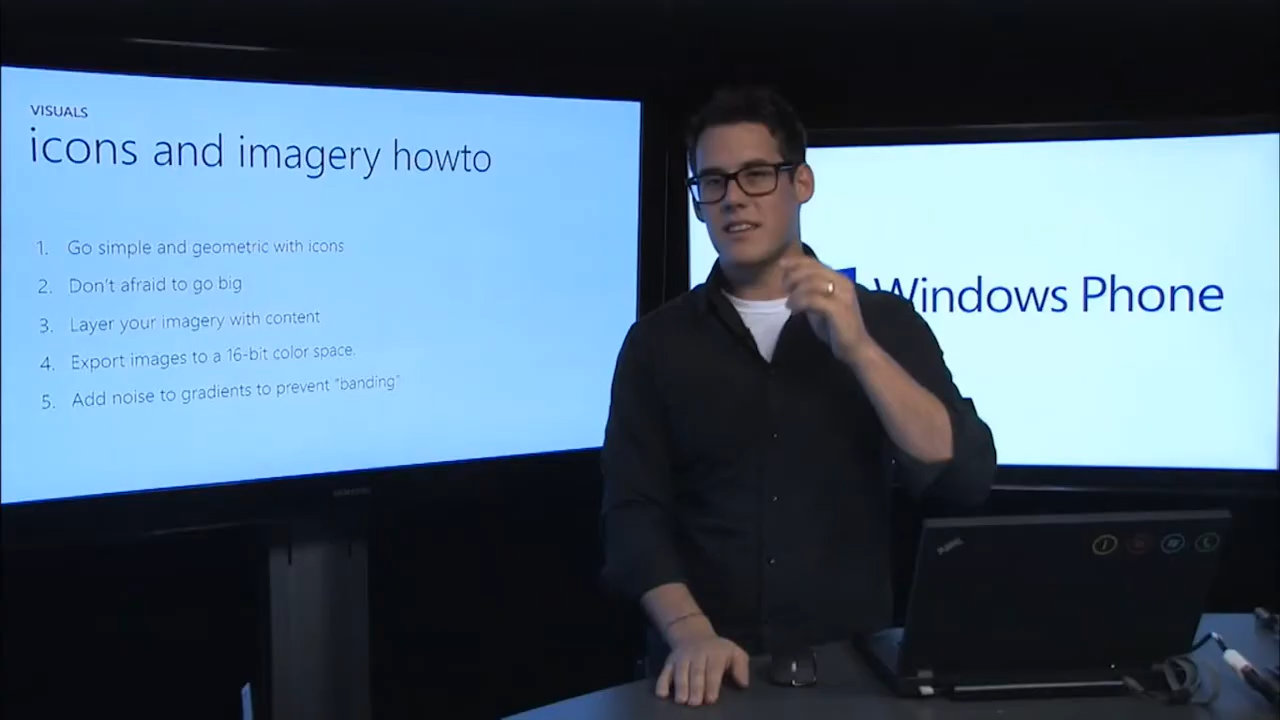 VISUALS
icons and imagery howto
1. Go simple and geometric with icons
2. Don't afraid to go big
3. Layer your imagery with content
4. Export images to a 16-bit color space.
5. Add noise to gradients to prevent "banding"
Windows Phone
SAMSUNG
ThinkPad